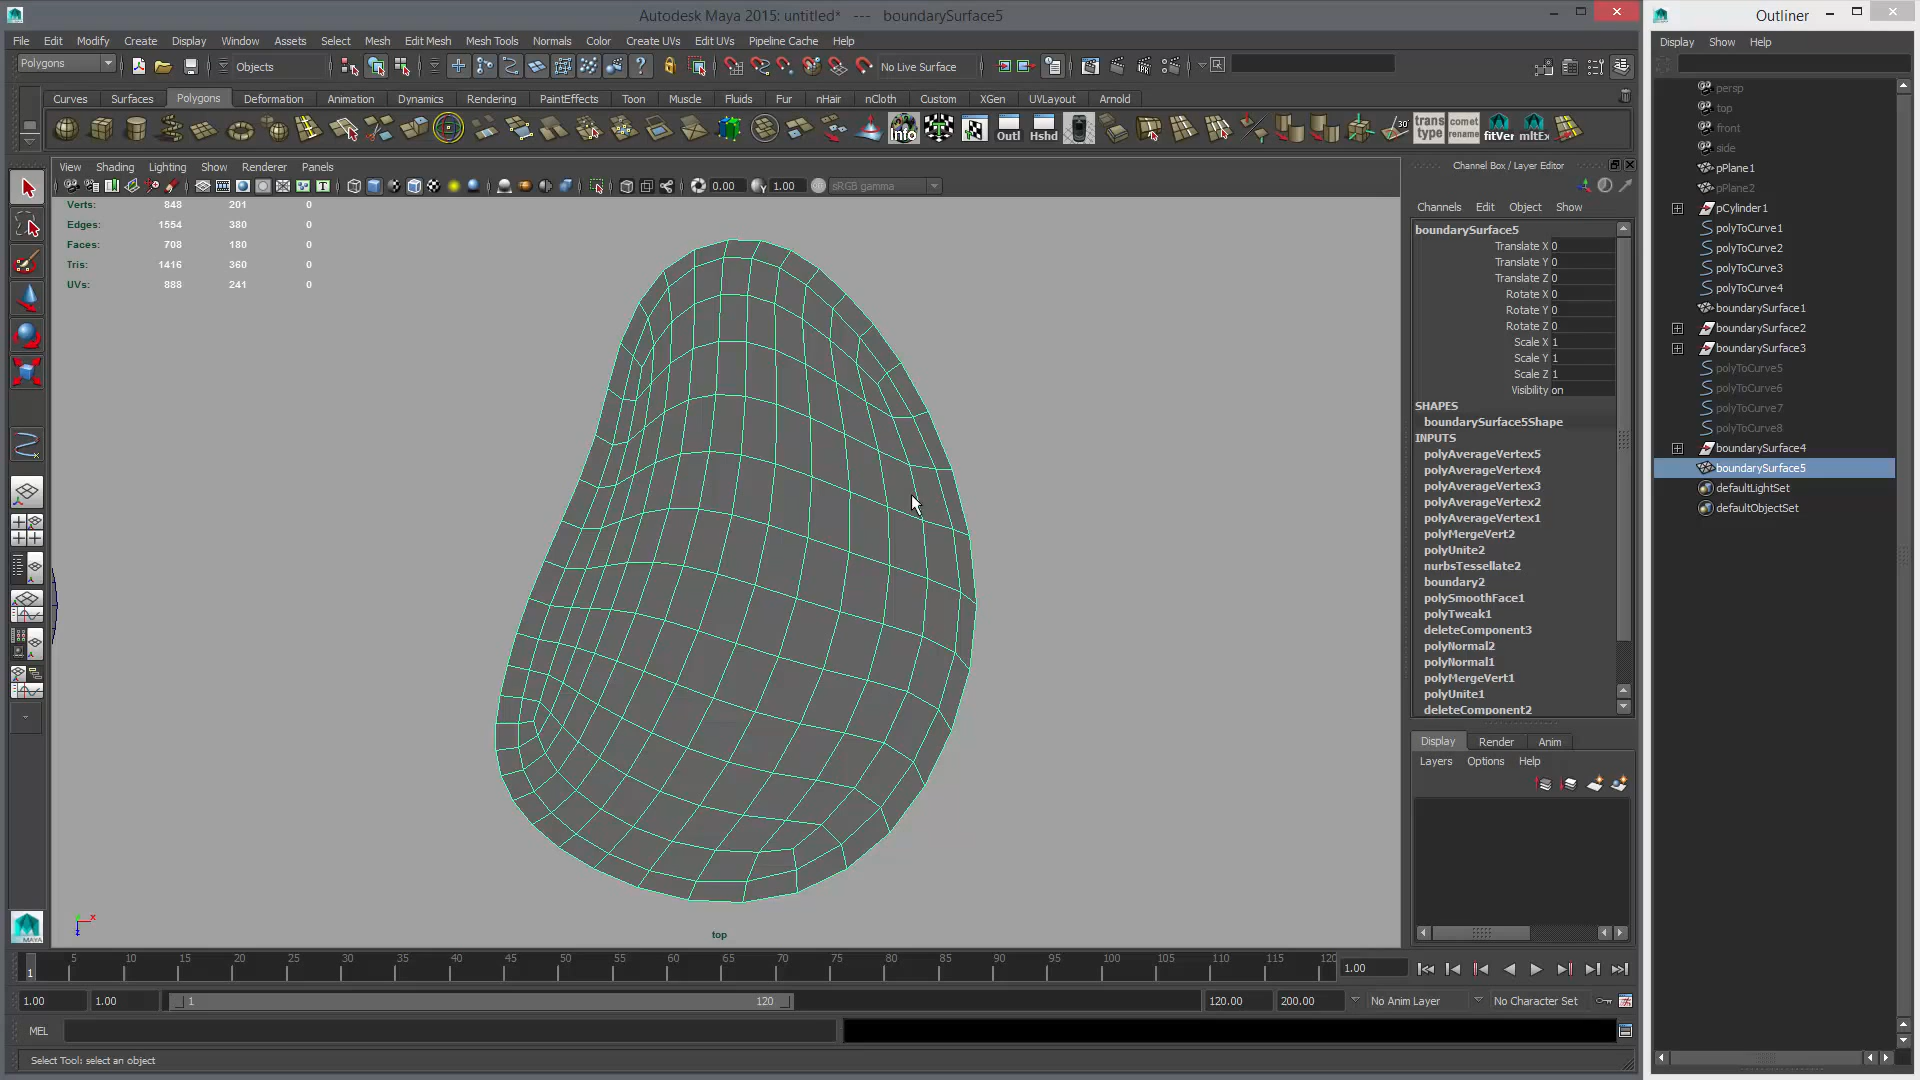 Autodesk Maya 2015: untitled* --- boundarySurface5
File Edit Modify Create Display Window Assets Select Mesh Edit Mesh Mesh Tools Normals Color Create UVs Edit UVs Pipeline Cache Help
Polygons Objects No Live Surface
Curves Surfaces Polygons Deformation Animation Dynamics Rendering PaintEffects Toon Muscle Fluids Fur nHair nCloth Custom XGen UVLayout Arnold
Info Outl Hshd 30 trans type comet rename fitVer mltEx
View Shading Lighting Show Renderer Panels
0.00 1.00 sRGB gamma
Verts: 848 201 0
Edges: 1554 380 0
Faces: 708 180 0
Tris: 1416 360 0
UVs: 888 241 0
top
Channel Box / Layer Editor
Channels Edit Object Show
boundarySurface5
Translate X 0
Translate Y 0
Translate Z 0
Rotate X 0
Rotate Y 0
Rotate Z 0
Scale X 1
Scale Y 1
Scale Z 1
Visibility on
SHAPES
boundarySurface5Shape
INPUTS
polyAverageVertex5
polyAverageVertex4
polyAverageVertex3
polyAverageVertex2
polyAverageVertex1
polyMergeVert2
polyUnite2
nurbsTessellate2
boundary2
polySmoothFace1
polyTweak1
deleteComponent3
polyNormal2
polyNormal1
polyMergeVert1
polyUnite1
deleteComponent2
Display Render Anim
Layers Options Help
Outliner
Display Show Help
persp
top
front
side
pPlane1
pPlane2
pCylinder1
polyToCurve1
polyToCurve2
polyToCurve3
polyToCurve4
boundarySurface1
boundarySurface2
boundarySurface3
polyToCurve5
polyToCurve6
polyToCurve7
polyToCurve8
boundarySurface4
boundarySurface5
defaultLightSet
defaultObjectSet
1 5 10 15 20 25 30 35 40 45 50 55 60 65 70 75 80 85 90 95 100 105 110 115 120 1.00
1.00 1.00 1 120 120.00 200.00 No Anim Layer No Character Set
MEL
Select Tool: select an object